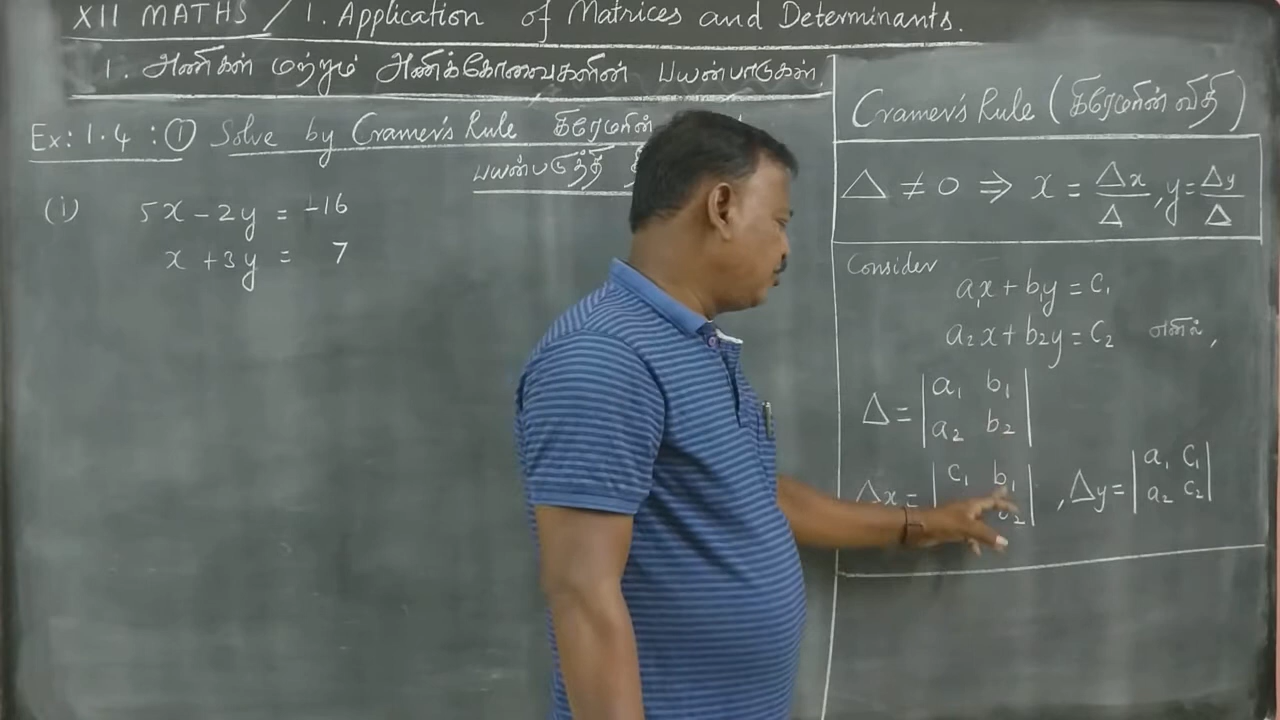 XII MATHS / 1. Application of Matrices and Determinants.
1. அணிகள் மற்றும் அணிக்கோவைகளின் பயன்பாடுகள்.
Ex: 1.4 : ① Solve by Cramer's Rule கிரேமரின்
பயன்படுத்தி
(i) 5x - 2y = -16
x + 3y = 7
Cramer's Rule (கிரேமரின் விதி)
Δ ≠ 0 ⇒ x = Δx/Δ, y = Δy/Δ
Consider
a₁x + b₁y = c₁
a₂x + b₂y = c₂ எனில்,
Δ = | a₁ b₁ |
| a₂ b₂ |
Δx = | c₁ b₁ | , Δy = | a₁ c₁ |
b₂ | | a₂ c₂ |